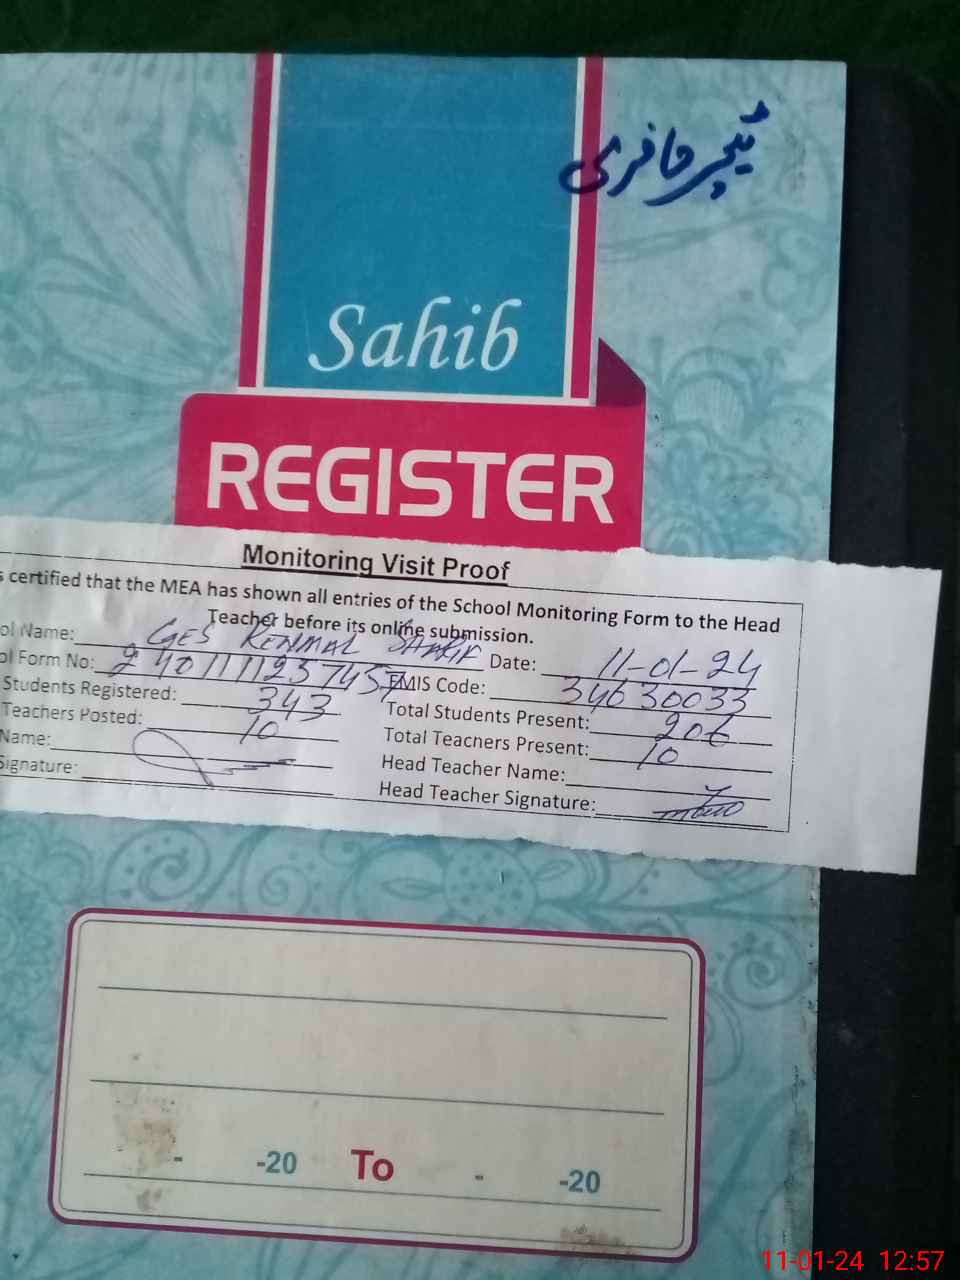 ٹیچر حاضری
Sahib
REGISTER
Monitoring Visit Proof
s certified that the MEA has shown all entries of the School Monitoring Form to the Head
Teacher before its online submission.
ol Name: GES Date: 11-01-24
ol Form No: EMIS Code: 34630033
Students Registered: 343 Total Students Present: 206
Teachers Posted: 10 Total Teachers Present: 10
Name: Head Teacher Name:
Signature: Head Teacher Signature:
- -20 To - -20
11-01-24 12:57